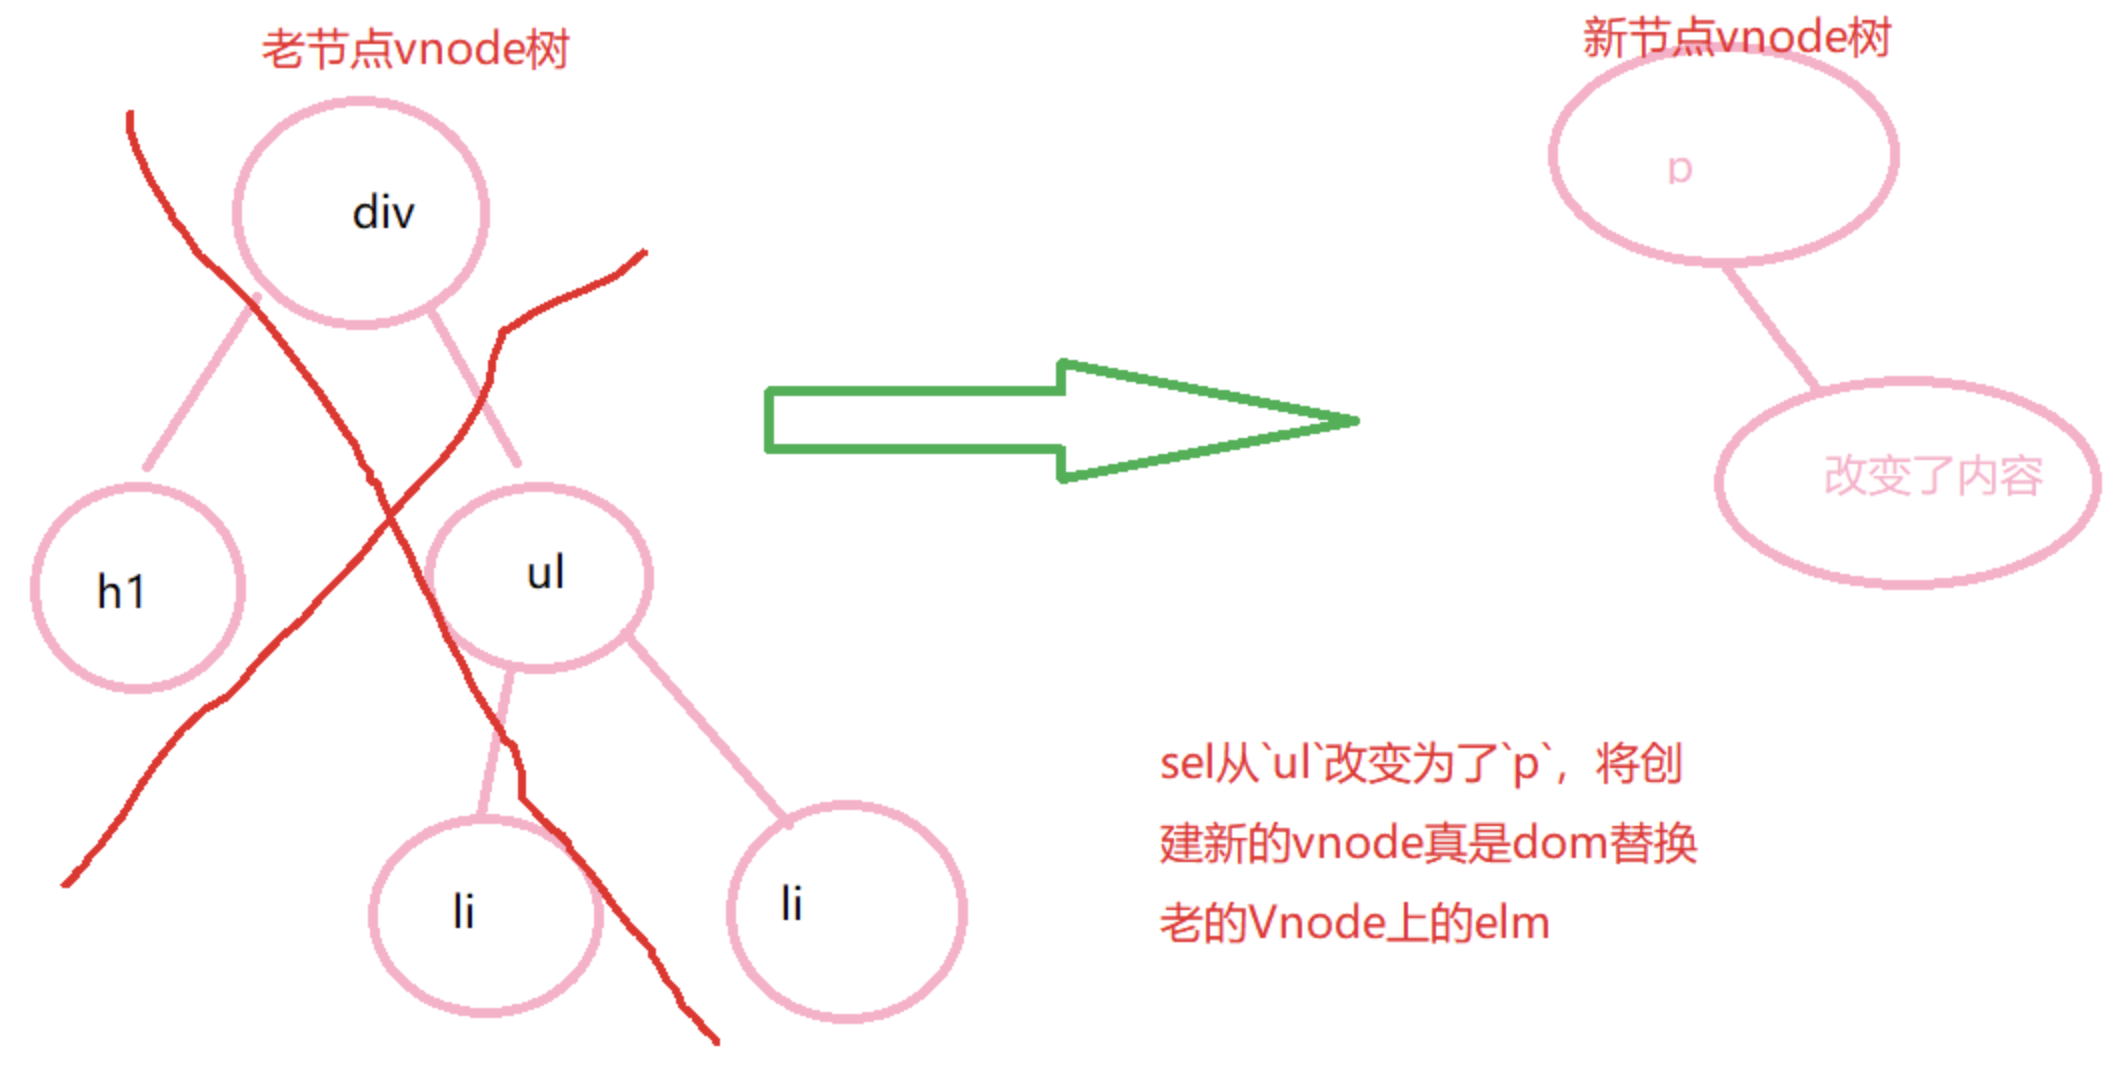 老节点vnode树
新节点vnode树
div
p
h1
ul
改变了内容
li
li
sel从`ul`改变为了`p`，将创
建新的vnode真是dom替换
老的Vnode上的elm